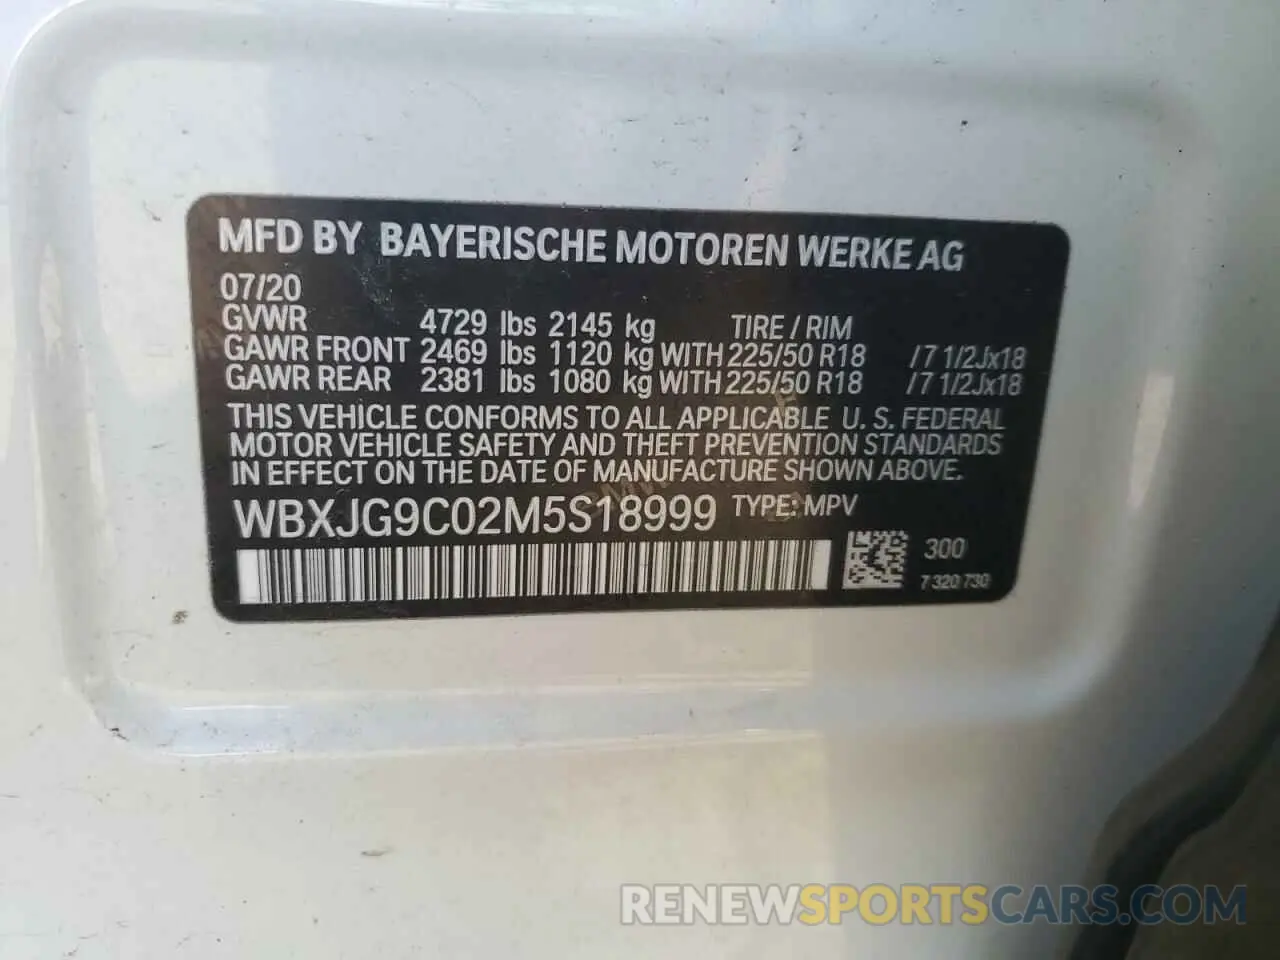 MFD BY BAYERISCHE MOTOREN WERKE AG
07/20
GVWR 4729 lbs 2145 kg TIRE / RIM
GAWR FRONT 2469 lbs 1120 kg WITH 225/50 R18 /7 1/2Jx18
GAWR REAR 2381 lbs 1080 kg WITH 225/50 R18 /7 1/2Jx18
THIS VEHICLE CONFORMS TO ALL APPLICABLE U. S. FEDERAL
MOTOR VEHICLE SAFETY AND THEFT PREVENTION STANDARDS
IN EFFECT ON THE DATE OF MANUFACTURE SHOWN ABOVE.
WBXJG9C02M5S18999 TYPE: MPV
300
7 320 730
RENEWSPORTSCARS.COM